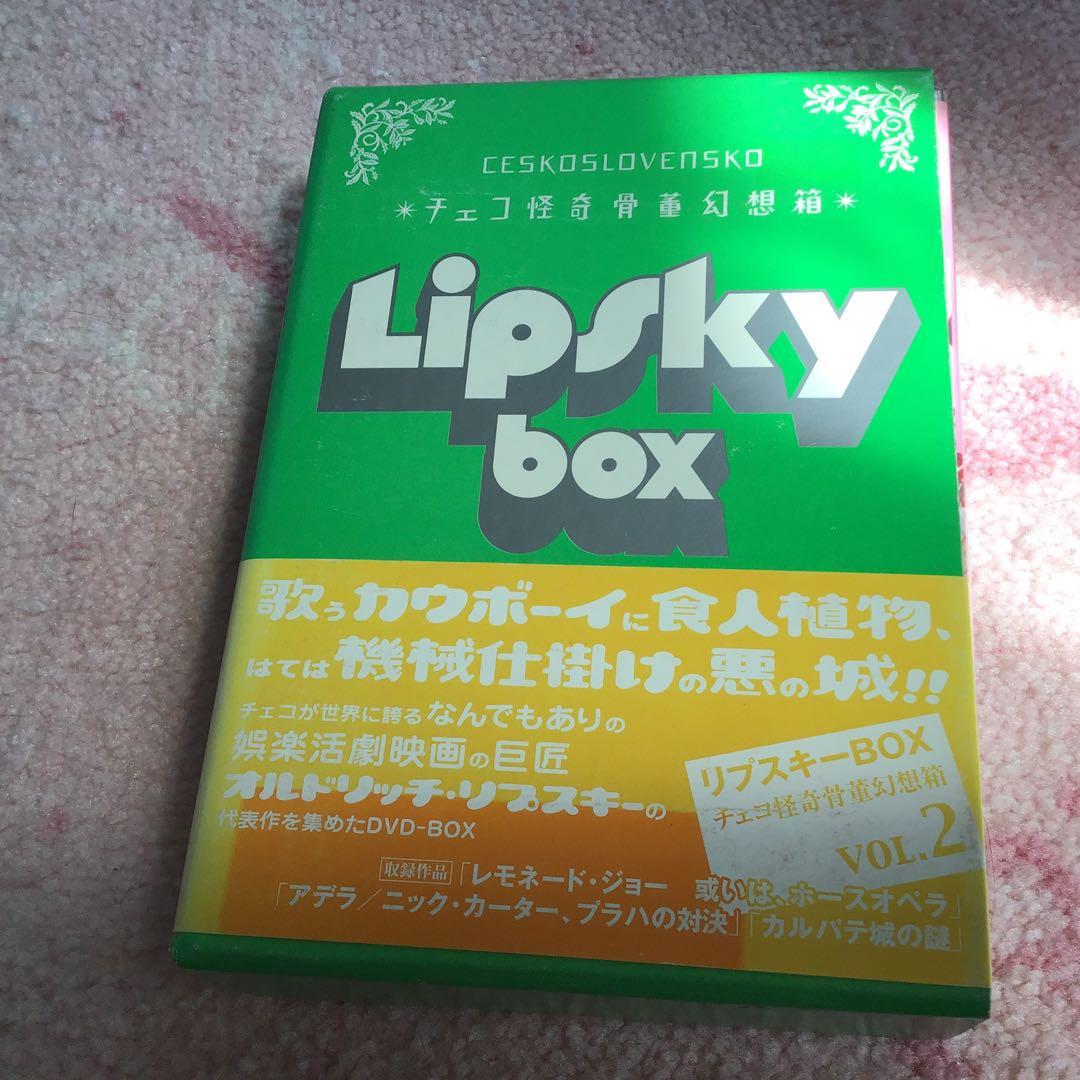 CESKOSLOVENSKO
＊チェコ怪奇骨董幻想箱＊
Lipsky
box
歌うカウボーイに食人植物、
はては機械仕掛けの悪の城!!
チェコが世界に誇るなんでもありの
娯楽活劇映画の巨匠
オルドリッチ・リプスキーの
代表作を集めたDVD-BOX
リプスキーBOX
チェコ怪奇骨董幻想箱
VOL.2
収録作品「レモネード・ジョー　或いは、ホースオペラ」
「アデラ／ニック・カーター、プラハの対決」「カルパテ城の謎」